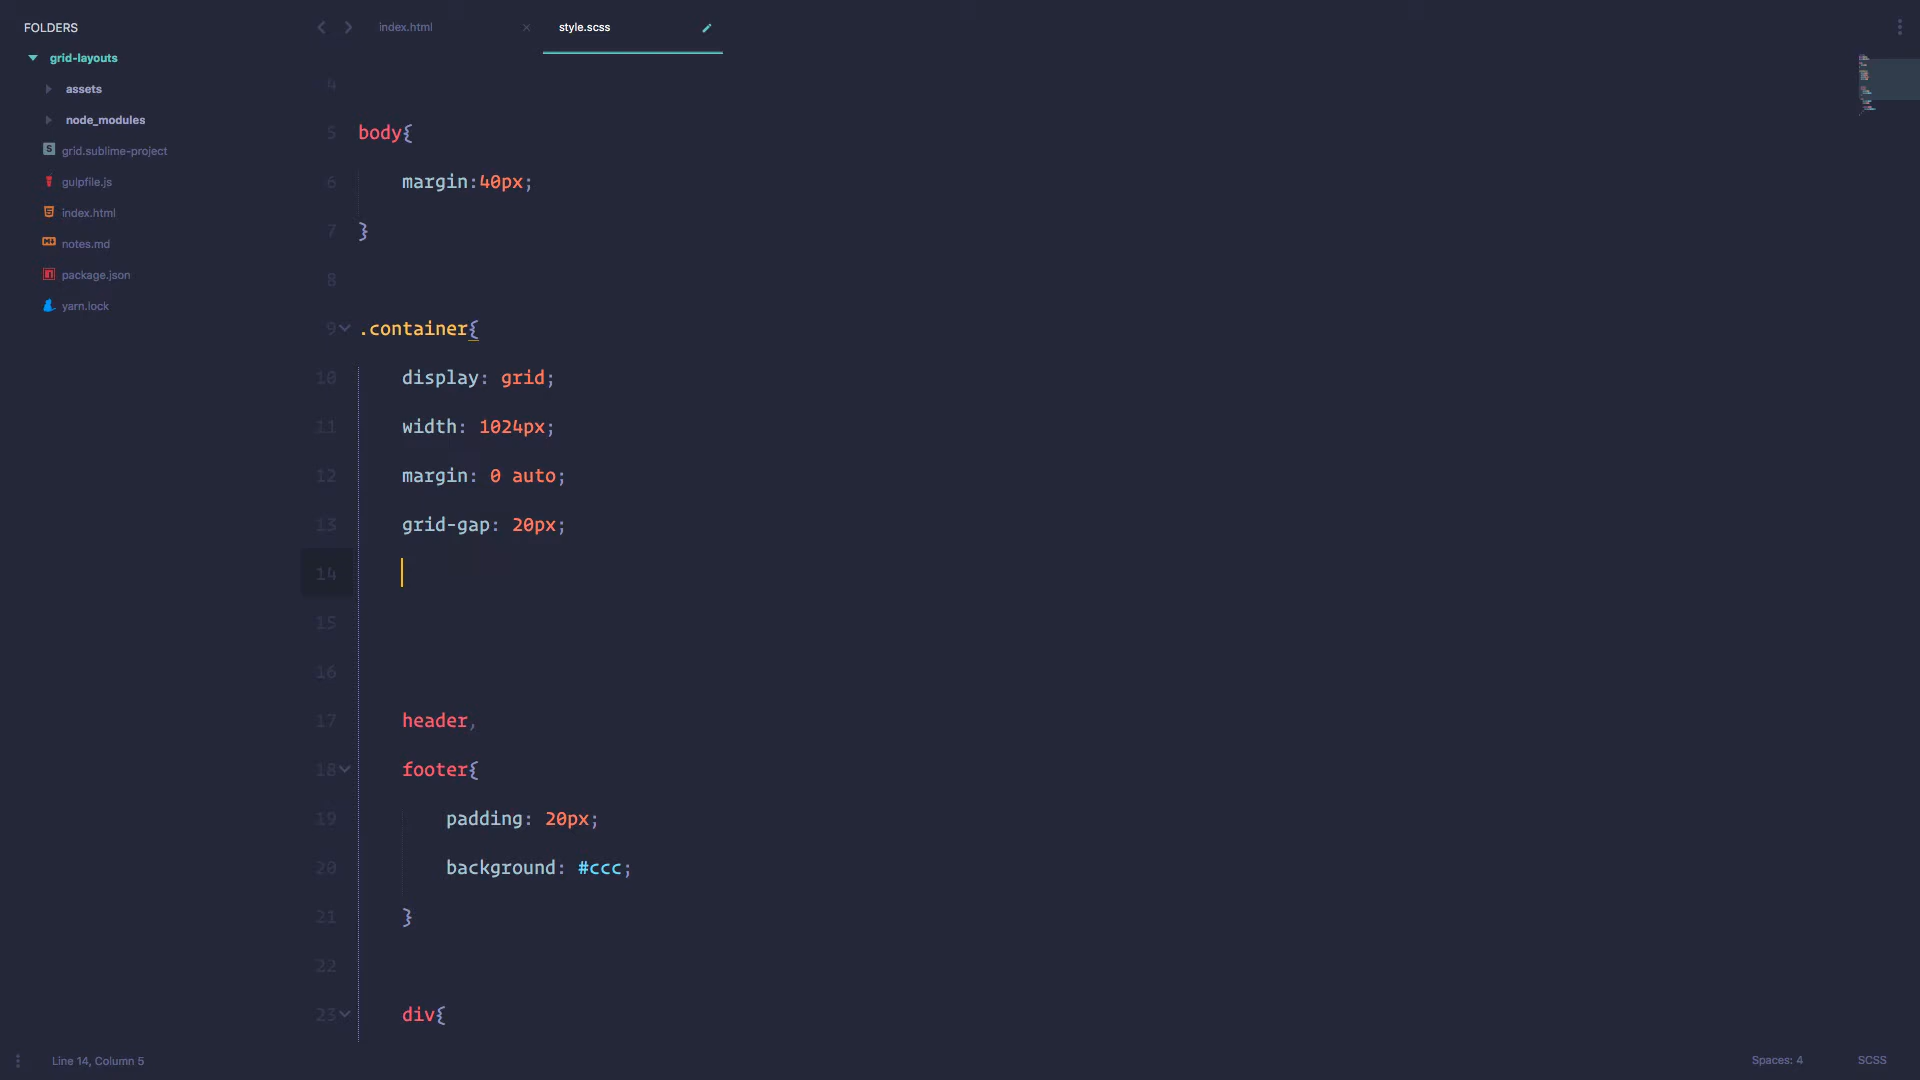 FOLDERS
grid-layouts
assets
node_modules
grid.sublime-project
gulpfile.js
index.html
notes.md
package.json
yarn.lock
index.html
style.scss
4
5 body{
6 margin:40px;
7 }
8
9 .container{
10 display: grid;
11 width: 1024px;
12 margin: 0 auto;
13 grid-gap: 20px;
14
15
16
17 header,
18 footer{
19 padding: 20px;
20 background: #ccc;
21 }
22
23 div{
Line 14, Column 5
Spaces: 4
SCSS